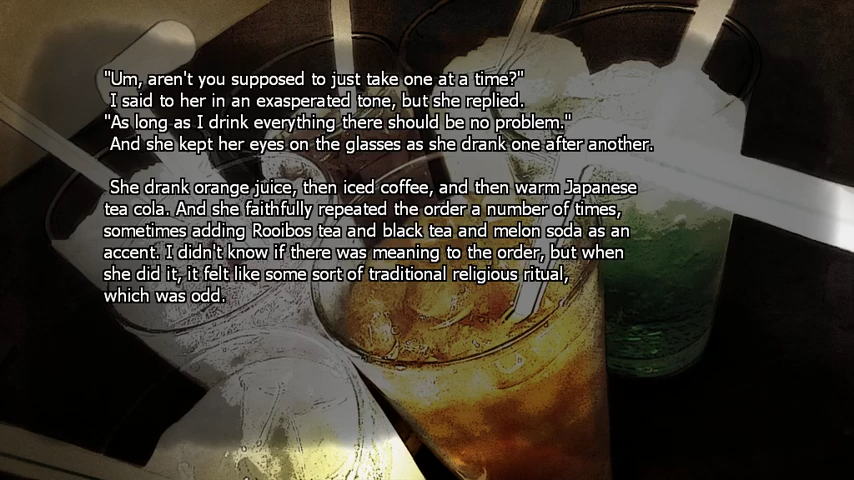 "Um, aren't you supposed to just take one at a time?"
I said to her in an exasperated tone, but she replied.
"As long as I drink everything there should be no problem."
And she kept her eyes on the glasses as she drank one after another.
She drank orange juice, then iced coffee, and then warm Japanese
tea cola. And she faithfully repeated the order a number of times,
sometimes adding Rooibos tea and black tea and melon soda as an
accent. I didn't know if there was meaning to the order, but when
she did it, it felt like some sort of traditional religious ritual,
which was odd.